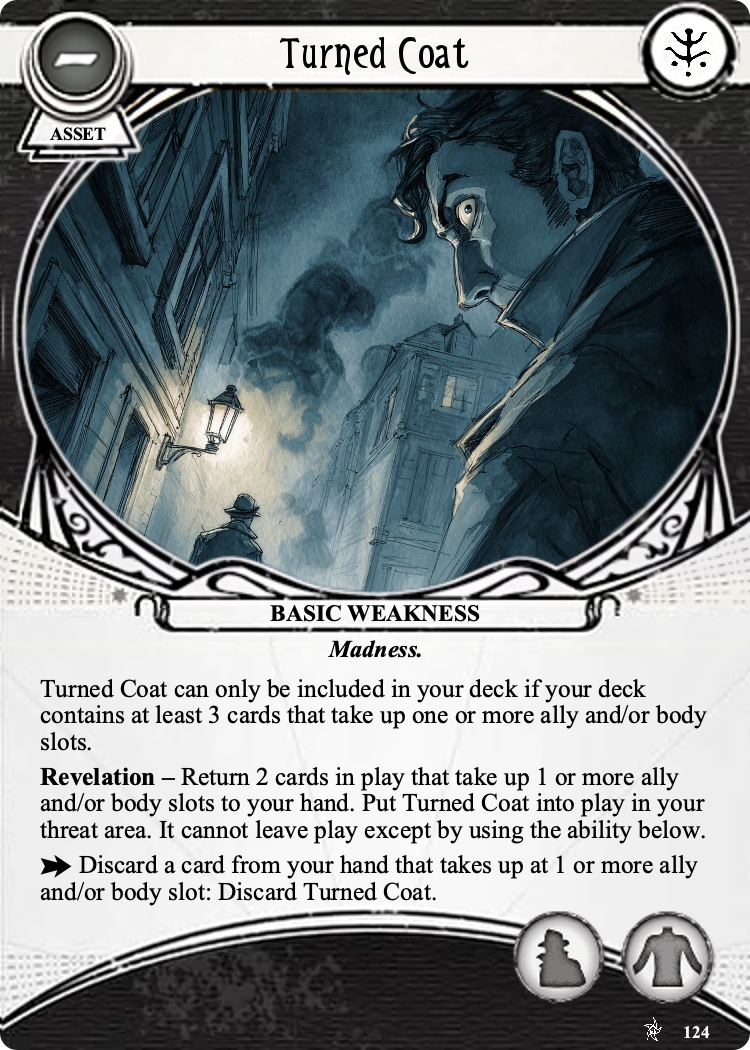 Turned Coat
ASSET
BASIC WEAKNESS
Madness.
Turned Coat can only be included in your deck if your deck
contains at least 3 cards that take up one or more ally and/or body
slots.
Revelation – Return 2 cards in play that take up 1 or more ally
and/or body slots to your hand. Put Turned Coat into play in your
threat area. It cannot leave play except by using the ability below.
Discard a card from your hand that takes up at 1 or more ally
and/or body slot: Discard Turned Coat.
124